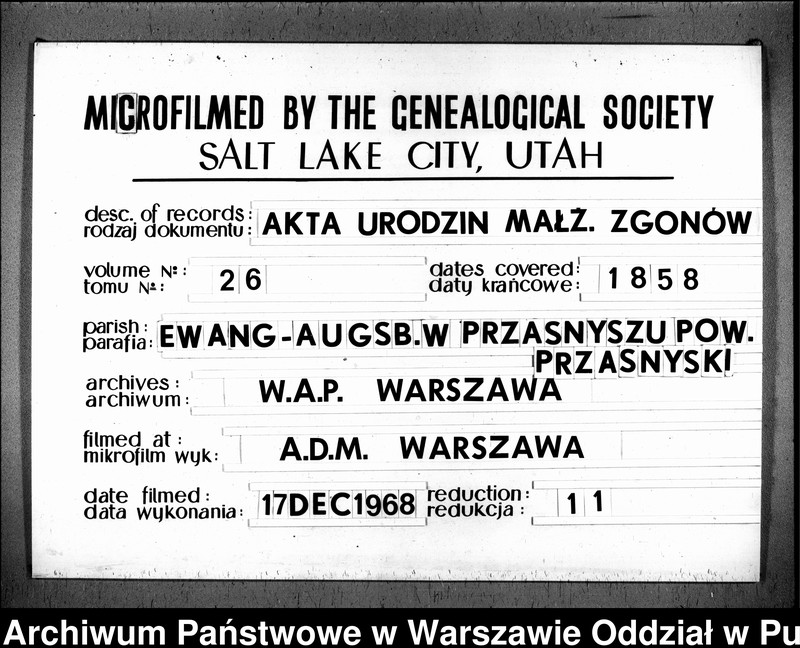 MICROFILMED BY THE GENEALOGICAL SOCIETY
SALT LAKE CITY, UTAH
desc. of records: AKTA URODZIN MAŁŻ. ZGONÓW
rodzaj dokumentu:
volume №: 26 dates covered: 1858
tomu №: daty krańcowe:
parish: EWANG-AUGSB.W PRZASNYSZU POW.
parafia: PRZASNYSKI
archives: W.A.P. WARSZAWA
archiwum:
filmed at: A.D.M. WARSZAWA
mikrofilm wyk:
date filmed: 17DEC1968 reduction: 11
data wykonania: redukcja:
Archiwum Państwowe w Warszawie Oddział w Pu